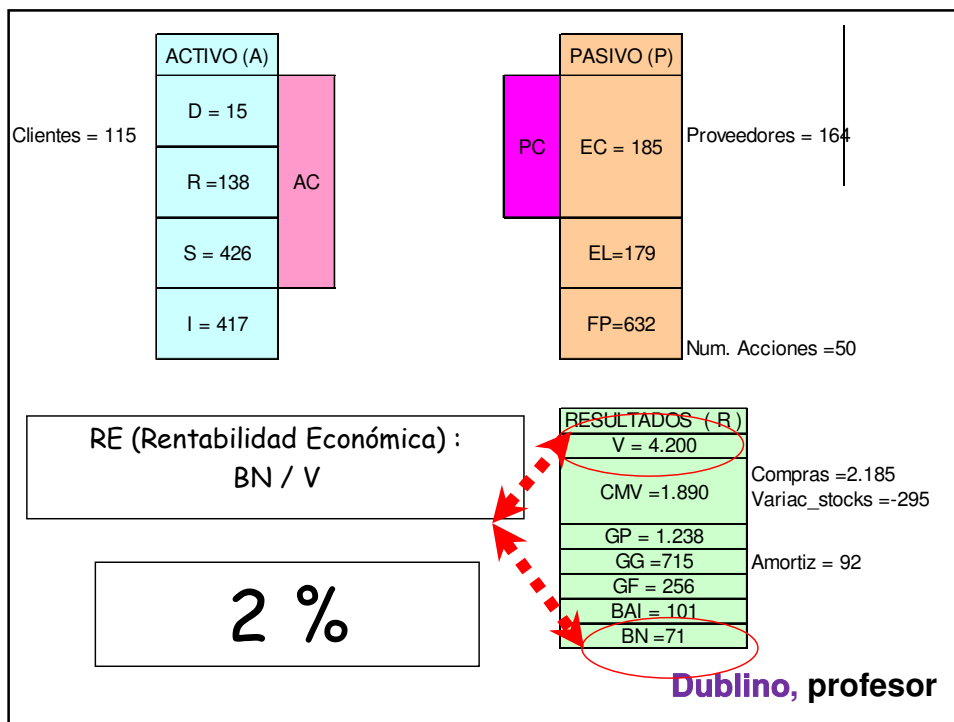 ACTIVO (A)
D = 15
Clientes = 115
R =138
AC
S = 426
I = 417
PASIVO (P)
PC
EC = 185
Proveedores = 164
EL=179
FP=632
Num. Acciones =50
RE (Rentabilidad Económica) :
BN / V
2 %
RESULTADOS ( R )
V = 4.200
CMV =1.890
Compras =2.185
Variac_stocks =-295
GP = 1.238
GG =715
Amortiz = 92
GF = 256
BAI = 101
BN =71
Dublino, profesor